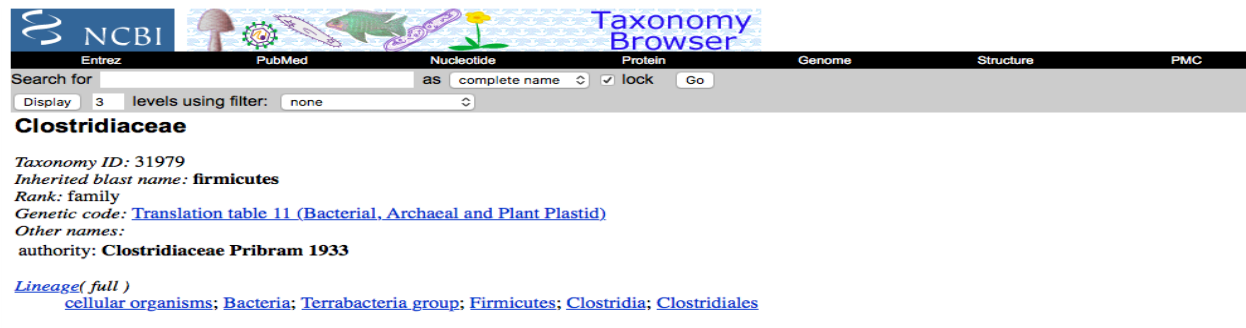 NCBI
Taxonomy
Browser
Entrez PubMed Nucleotide Protein Genome Structure PMC
Search for as complete name lock Go
Display 3 levels using filter: none
Clostridiaceae
Taxonomy ID: 31979
Inherited blast name: firmicutes
Rank: family
Genetic code: Translation table 11 (Bacterial, Archaeal and Plant Plastid)
Other names:
authority: Clostridiaceae Pribram 1933
Lineage( full )
cellular organisms; Bacteria; Terrabacteria group; Firmicutes; Clostridia; Clostridiales